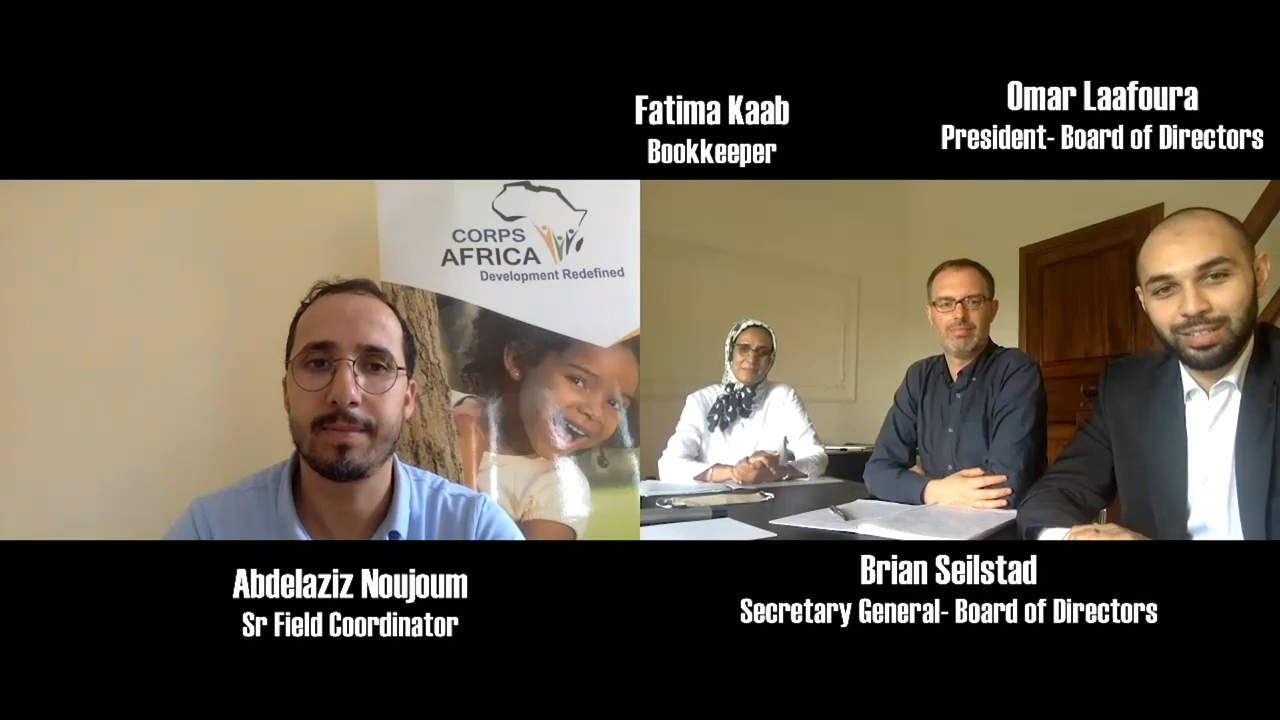 Fatima Kaab
Bookkeeper
Omar Laafoura
President- Board of Directors
CORPS
AFRICA
Development Redefined
Abdelaziz Noujoum
Sr Field Coordinator
Brian Seilstad
Secretary General- Board of Directors